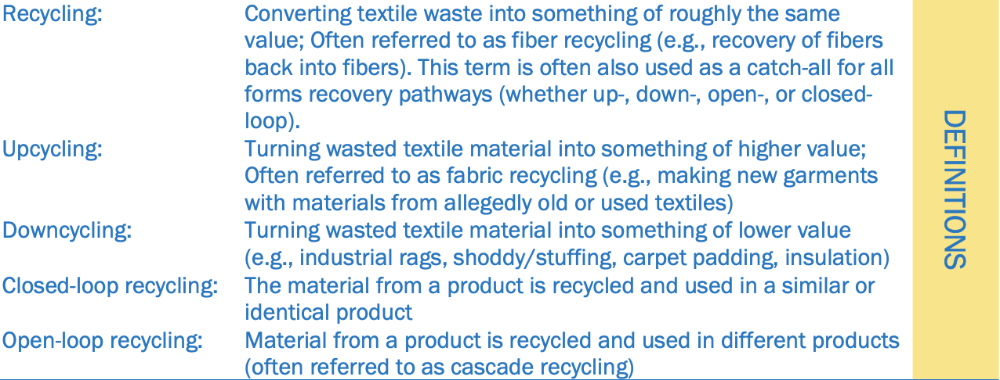 Recycling: Converting textile waste into something of roughly the same
value; Often referred to as fiber recycling (e.g., recovery of fibers
back into fibers). This term is often also used as a catch-all for all
forms recovery pathways (whether up-, down-, open-, or closed-
loop).
Upcycling: Turning wasted textile material into something of higher value;
Often referred to as fabric recycling (e.g., making new garments
with materials from allegedly old or used textiles)
Downcycling: Turning wasted textile material into something of lower value
(e.g., industrial rags, shoddy/stuffing, carpet padding, insulation)
Closed-loop recycling: The material from a product is recycled and used in a similar or
identical product
Open-loop recycling: Material from a product is recycled and used in different products
(often referred to as cascade recycling)
DEFINITIONS